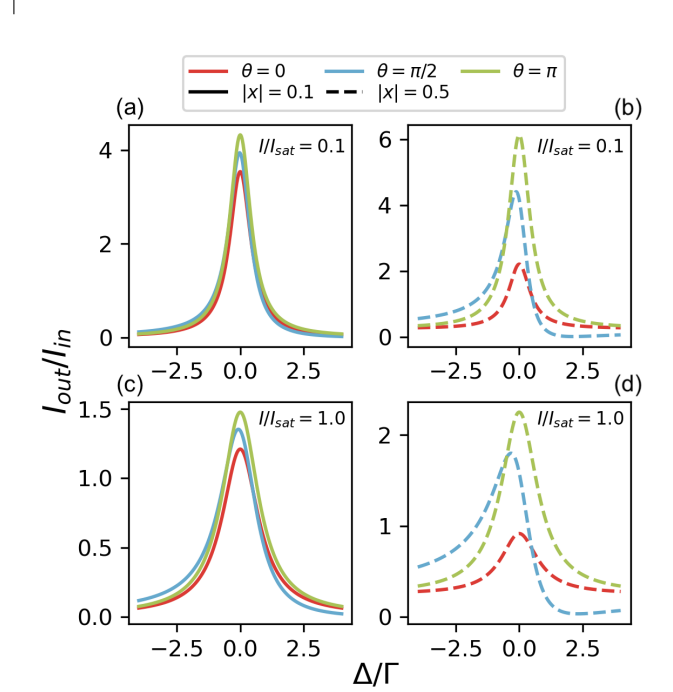 θ = 0 θ = π/2 θ = π
|x| = 0.1 |x| = 0.5
(a) (b)
I/I_sat = 0.1 I/I_sat = 0.1
4
2
0
6
4
2
0
−2.5 0.0 2.5 −2.5 0.0 2.5
I_out/I_in
(c) (d)
I/I_sat = 1.0 I/I_sat = 1.0
1.5
1.0
0.5
0.0
2
1
0
−2.5 0.0 2.5 −2.5 0.0 2.5
Δ/Γ